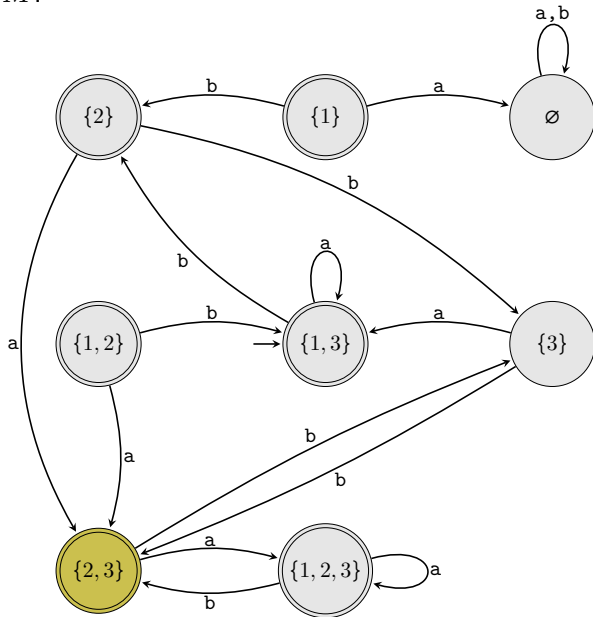 M:
a,b
{2}
b
{1}
a
∅
b
b
a
a
{1, 2}
b
{1, 3}
a
{3}
a
b
b
{2, 3}
a
{1, 2, 3}
a
b